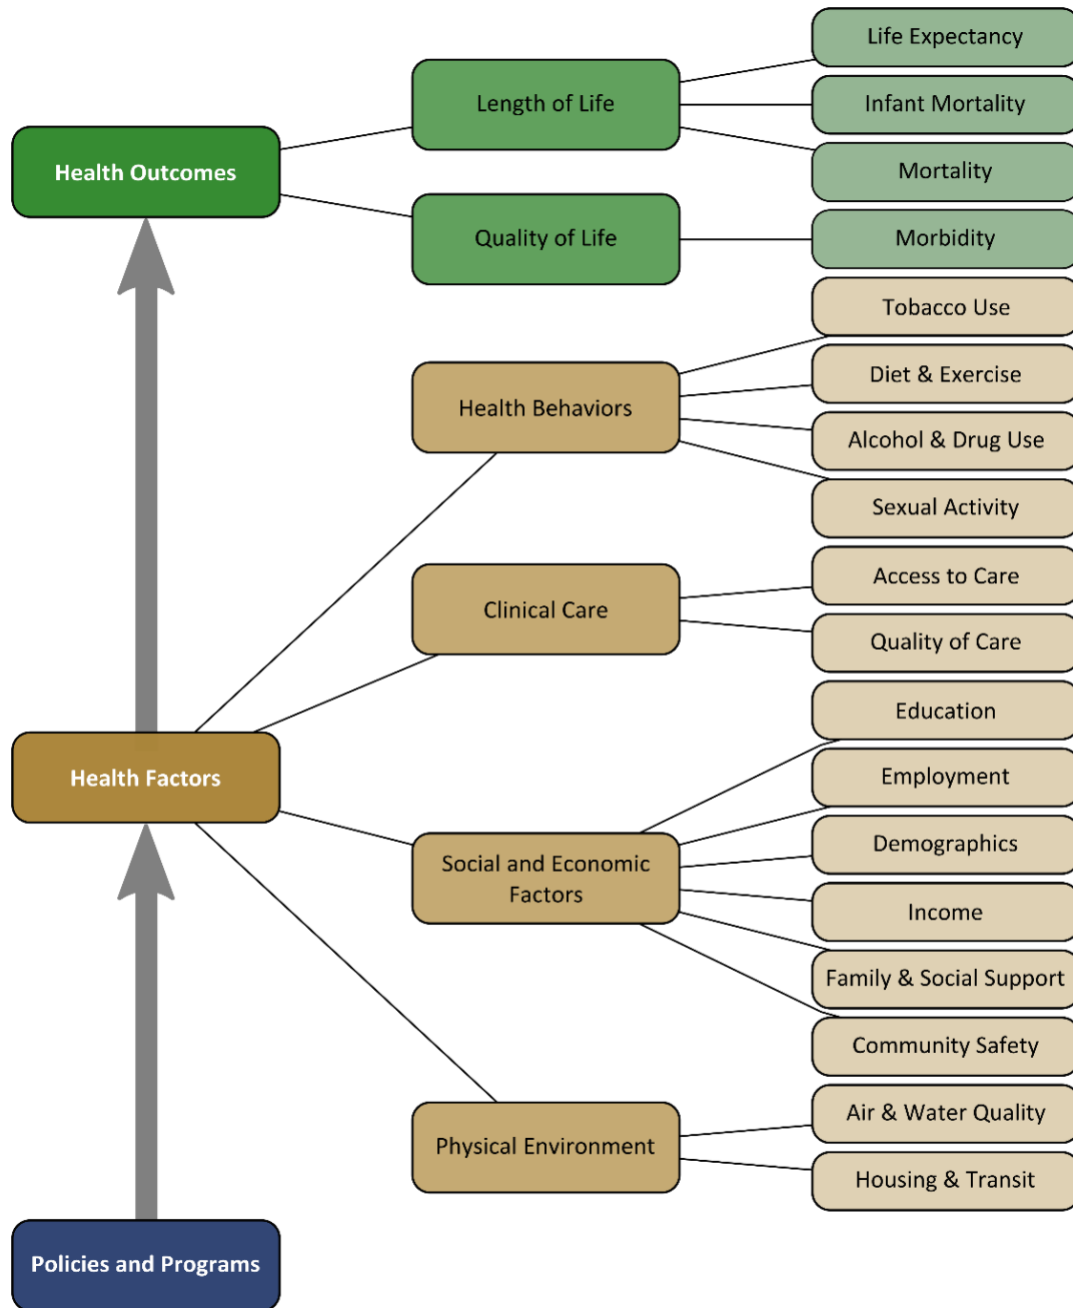 Health Outcomes
Length of Life
Life Expectancy
Infant Mortality
Mortality
Quality of Life
Morbidity
Health Factors
Health Behaviors
Tobacco Use
Diet & Exercise
Alcohol & Drug Use
Sexual Activity
Clinical Care
Access to Care
Quality of Care
Social and Economic
Factors
Education
Employment
Demographics
Income
Family & Social Support
Community Safety
Physical Environment
Air & Water Quality
Housing & Transit
Policies and Programs